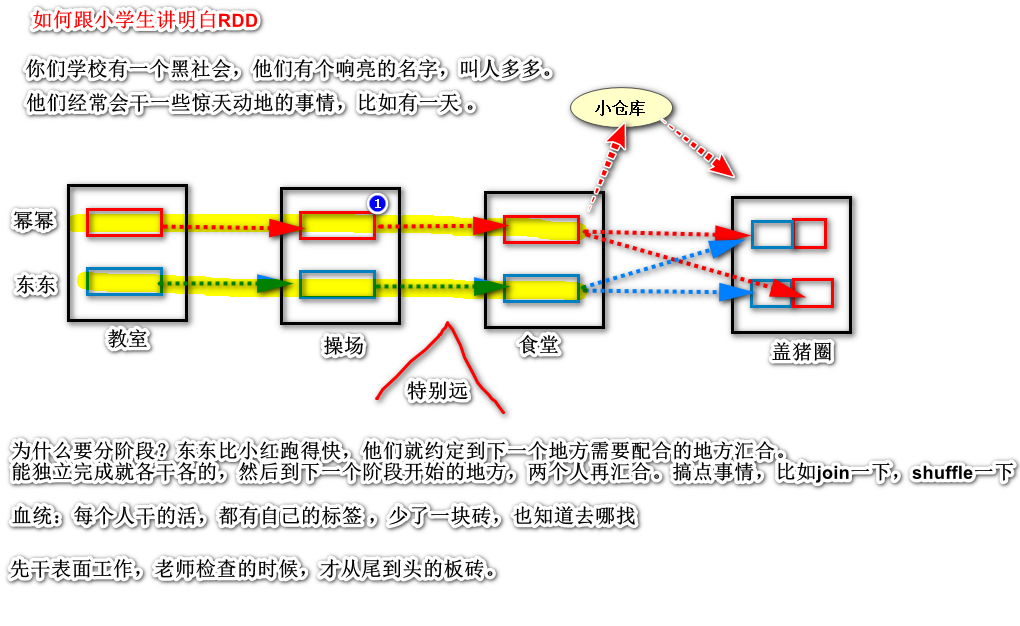 如何跟小学生讲明白RDD
你们学校有一个黑社会，他们有个响亮的名字，叫人多多。
他们经常会干一些惊天动地的事情，比如有一天 。
小仓库
1
幂幂
东东
教室
操场
食堂
盖猪圈
特别远
为什么要分阶段？东东比小红跑得快，他们就约定到下一个地方需要配合的地方汇合。
能独立完成就各干各的，然后到下一个阶段开始的地方，两个人再汇合。搞点事情，比如join一下，shuffle一下
血统：每个人干的活，都有自己的标签 ，少了一块砖，也知道去哪找
先干表面工作，老师检查的时候，才从尾到头的板砖。